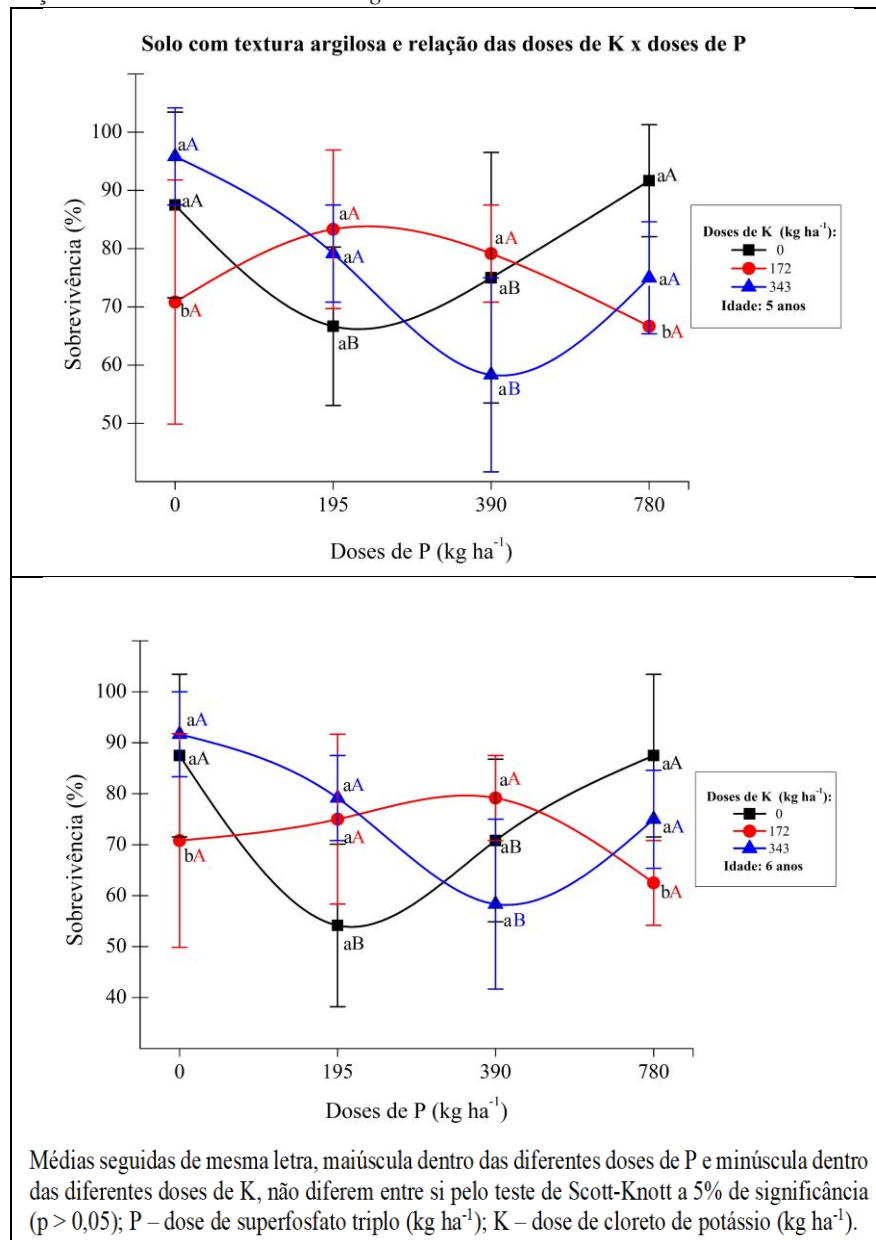 Solo com textura argilosa e relação das doses de K x doses de P
100
90
80
70
60
50
Sobrevivência (%)
aA
aA
bA
aA
aA
aB
aA
aB
aB
aA
aA
bA
0
195
390
780
Doses de P (kg ha⁻¹)
Doses de K (kg ha⁻¹):
0
172
343
Idade: 5 anos
100
90
80
70
60
50
40
Sobrevivência (%)
aA
aA
bA
aA
aA
aB
aA
aB
aB
aA
aA
bA
0
195
390
780
Doses de P (kg ha⁻¹)
Doses de K (kg ha⁻¹):
0
172
343
Idade: 6 anos
Médias seguidas de mesma letra, maiúscula dentro das diferentes doses de P e minúscula dentro
das diferentes doses de K, não diferem entre si pelo teste de Scott-Knott a 5% de significância
(p > 0,05); P – dose de superfosfato triplo (kg ha⁻¹); K – dose de cloreto de potássio (kg ha⁻¹).